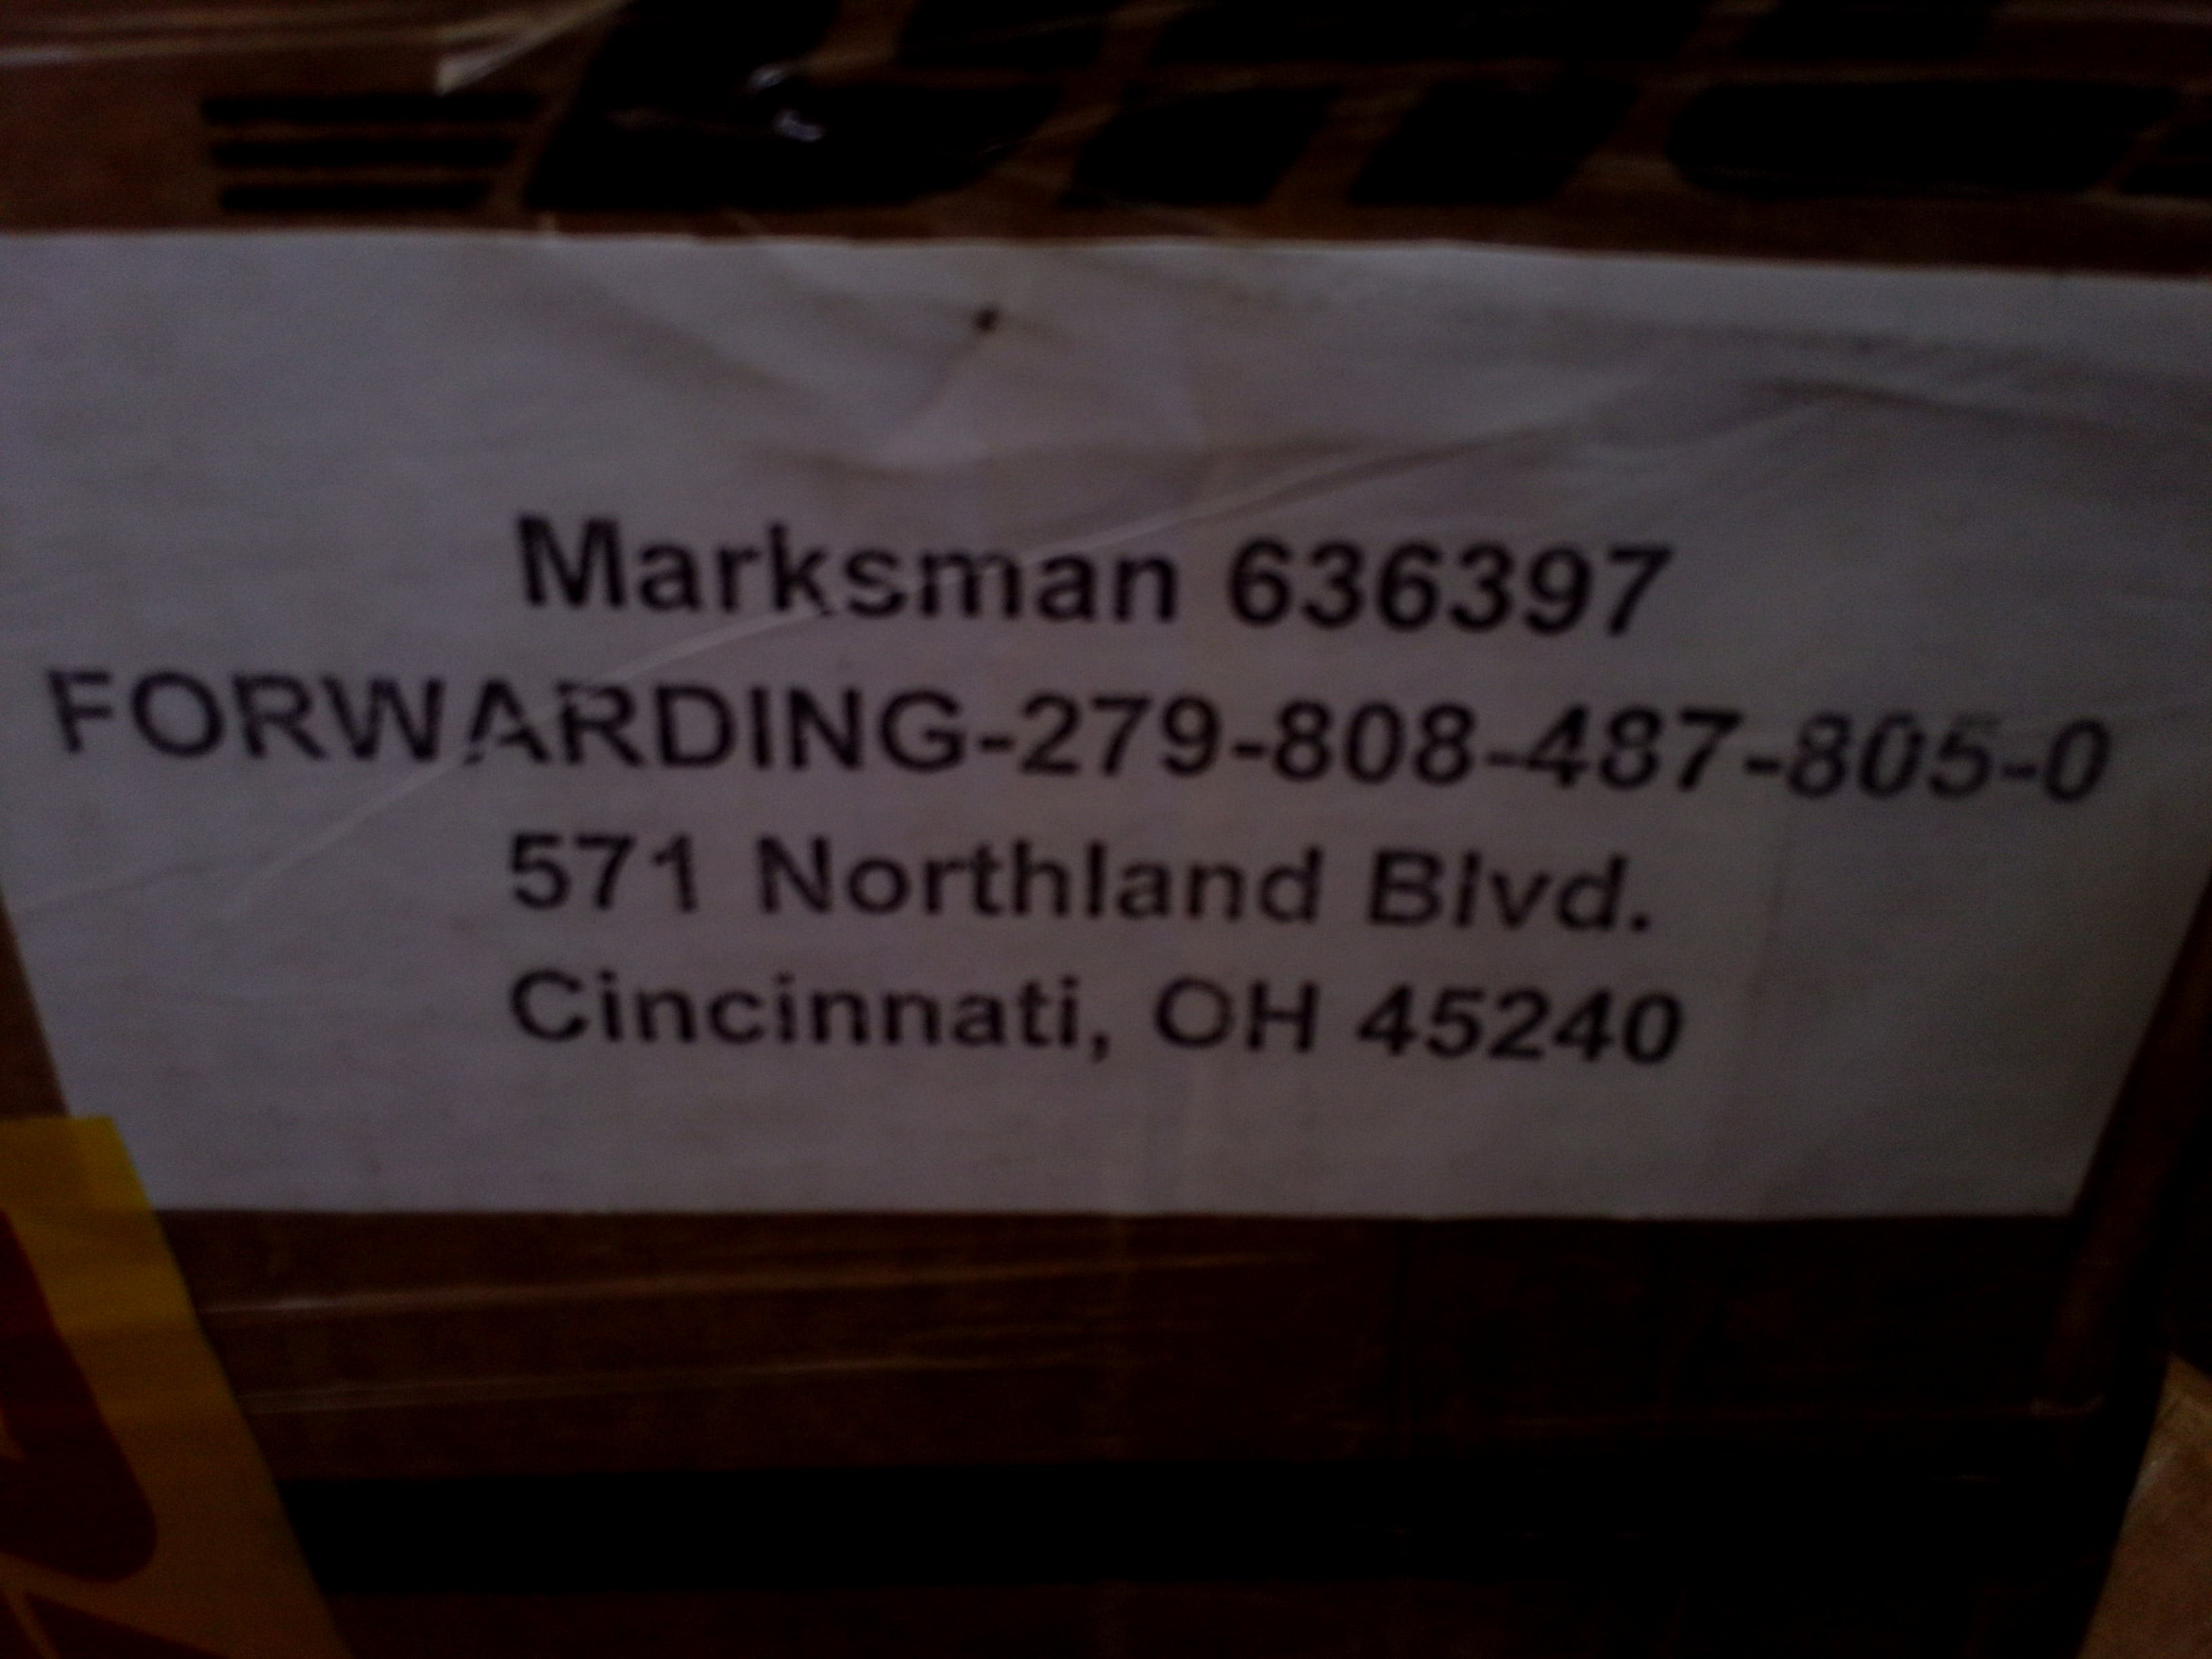 Marksman 636397
FORWARDING-279-808-487-805-0
571 Northland Blvd.
Cincinnati, OH 45240